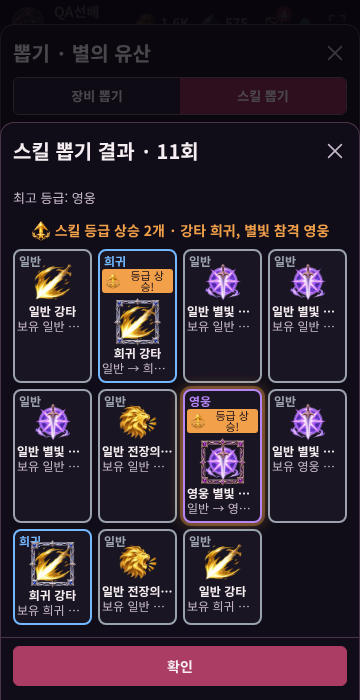 QA선배
1.6K
575
뽑기 · 별의 유산
장비 뽑기
스킬 뽑기
스킬 뽑기 결과 · 11회
최고 등급: 영웅
스킬 등급 상승 2개 · 강타 희귀, 별빛 참격 영웅
일반
일반 강타
보유 일반 …
희귀
등급 상승!
희귀 강타
일반 → 희…
일반
일반 별빛 …
보유 일반 …
일반
일반 별빛 …
보유 일반 …
일반
일반 별빛 …
보유 일반 …
일반
일반 전장의…
보유 일반 …
영웅
등급 상승!
영웅 별빛 …
일반 → 영…
일반
일반 별빛 …
보유 영웅 …
희귀
희귀 강타
보유 희귀 …
일반
일반 전장의…
보유 일반 …
일반
일반 강타
보유 희귀 …
확인